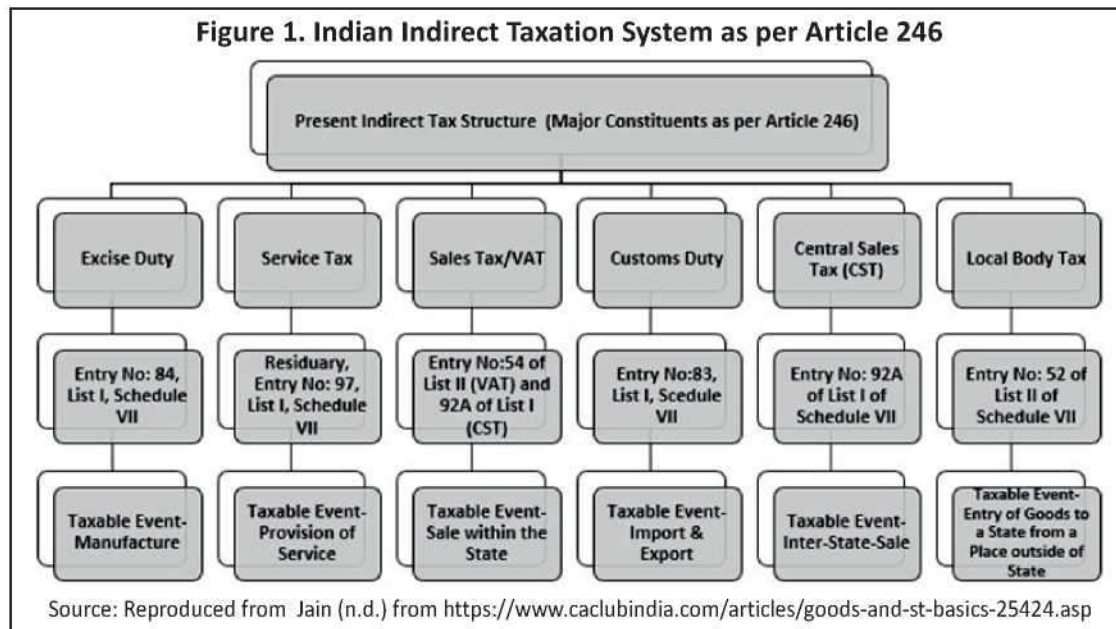 Figure 1. Indian Indirect Taxation System as per Article 246
Present Indirect Tax Structure (Major Constituents as per Article 246)
Excise Duty
Service Tax
Sales Tax/VAT
Customs Duty
Central Sales
Tax (CST)
Local Body Tax
Entry No: 84,
List I, Schedule
VII
Residuary,
Entry No: 97,
List I, Schedule
VII
Entry No:54 of
List II (VAT) and
92A of List I
(CST)
Entry No:83,
List I, Scedule
VII
Entry No: 92A
of List I of
Schedule VII
Entry No: 52 of
List II of
Schedule VII
Taxable Event-
Manufacture
Taxable Event-
Provision of
Service
Taxable Event-
Sale within the
State
Taxable Event-
Import &
Export
Taxable Event-
Inter-State-Sale
Taxable Event-
Entry of Goods to
a State from a
Place outside of
State
Source: Reproduced from Jain (n.d.) from https://www.caclubindia.com/articles/goods-and-st-basics-25424.asp